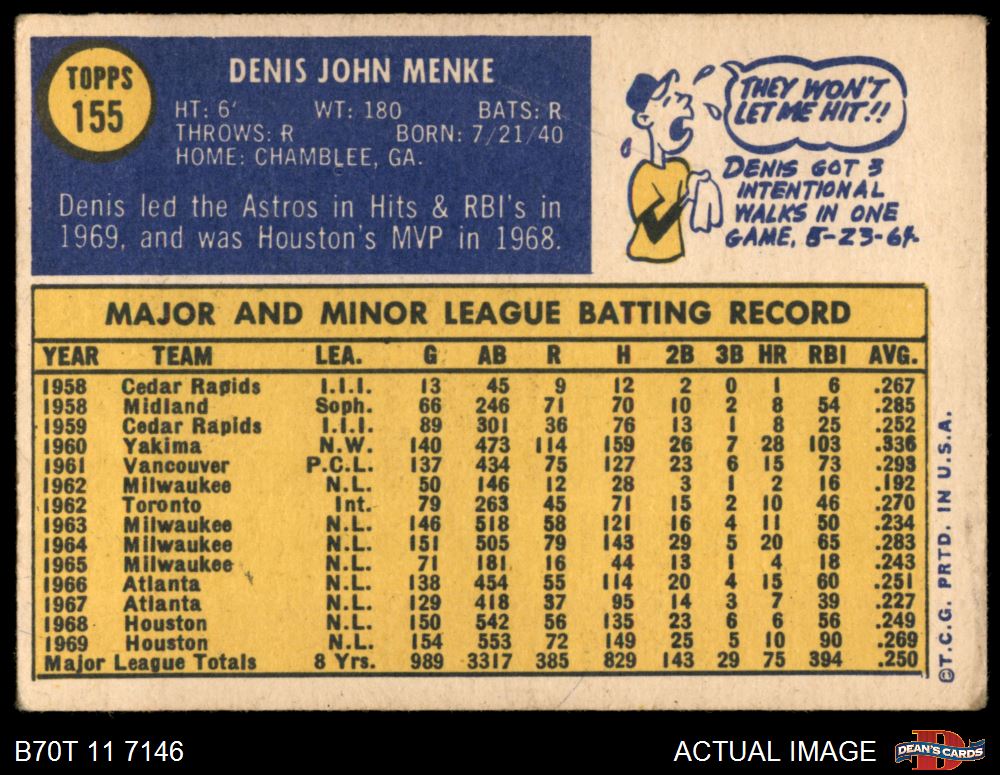 TOPPS
155
DENIS JOHN MENKE
HT: 6' WT: 180 BATS: R
THROWS: R BORN: 7/21/40
HOME: CHAMBLEE, GA.
Denis led the Astros in Hits & RBI's in
1969, and was Houston's MVP in 1968.
THEY WON'T
LET ME HIT!!
DENIS GOT 3
INTENTIONAL
WALKS IN ONE
GAME, 5-23-64.
MAJOR AND MINOR LEAGUE BATTING RECORD
YEAR TEAM LEA. G AB R H 2B 3B HR RBI AVG.
1958 Cedar Rapids I.I.I. 13 45 9 12 2 0 1 6 .267
1958 Midland Soph. 66 246 71 70 10 2 8 54 .285
1959 Cedar Rapids I.I.I. 89 301 36 76 13 1 8 25 .252
1960 Yakima N.W. 140 473 114 159 26 7 28 103 .336
1961 Vancouver P.C.L. 137 434 75 127 23 6 15 73 .293
1962 Milwaukee N.L. 50 146 12 28 3 1 2 16 .192
1962 Toronto Int. 79 263 45 71 15 2 10 46 .270
1963 Milwaukee N.L. 146 518 58 121 16 4 11 50 .234
1964 Milwaukee N.L. 151 505 79 143 29 5 20 65 .283
1965 Milwaukee N.L. 71 181 16 44 13 1 4 18 .243
1966 Atlanta N.L. 138 454 55 114 20 4 15 60 .251
1967 Atlanta N.L. 129 418 37 95 14 3 7 39 .227
1968 Houston N.L. 150 542 56 135 23 6 6 56 .249
1969 Houston N.L. 154 553 72 149 25 5 10 90 .269
Major League Totals 8 Yrs. 989 3317 385 829 143 29 75 394 .250
©T.C.G. PRTD. IN U.S.A.
B70T 11 7146
ACTUAL IMAGE
DEAN'S CARDS